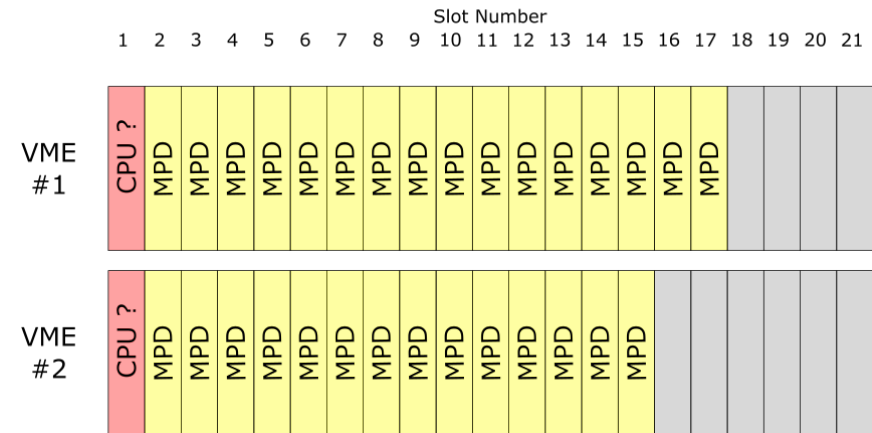 Slot Number
1 2 3 4 5 6 7 8 9 10 11 12 13 14 15 16 17 18 19 20 21
VME
#1
CPU ? MPD MPD MPD MPD MPD MPD MPD MPD MPD MPD MPD MPD MPD MPD MPD MPD
VME
#2
CPU ? MPD MPD MPD MPD MPD MPD MPD MPD MPD MPD MPD MPD MPD MPD